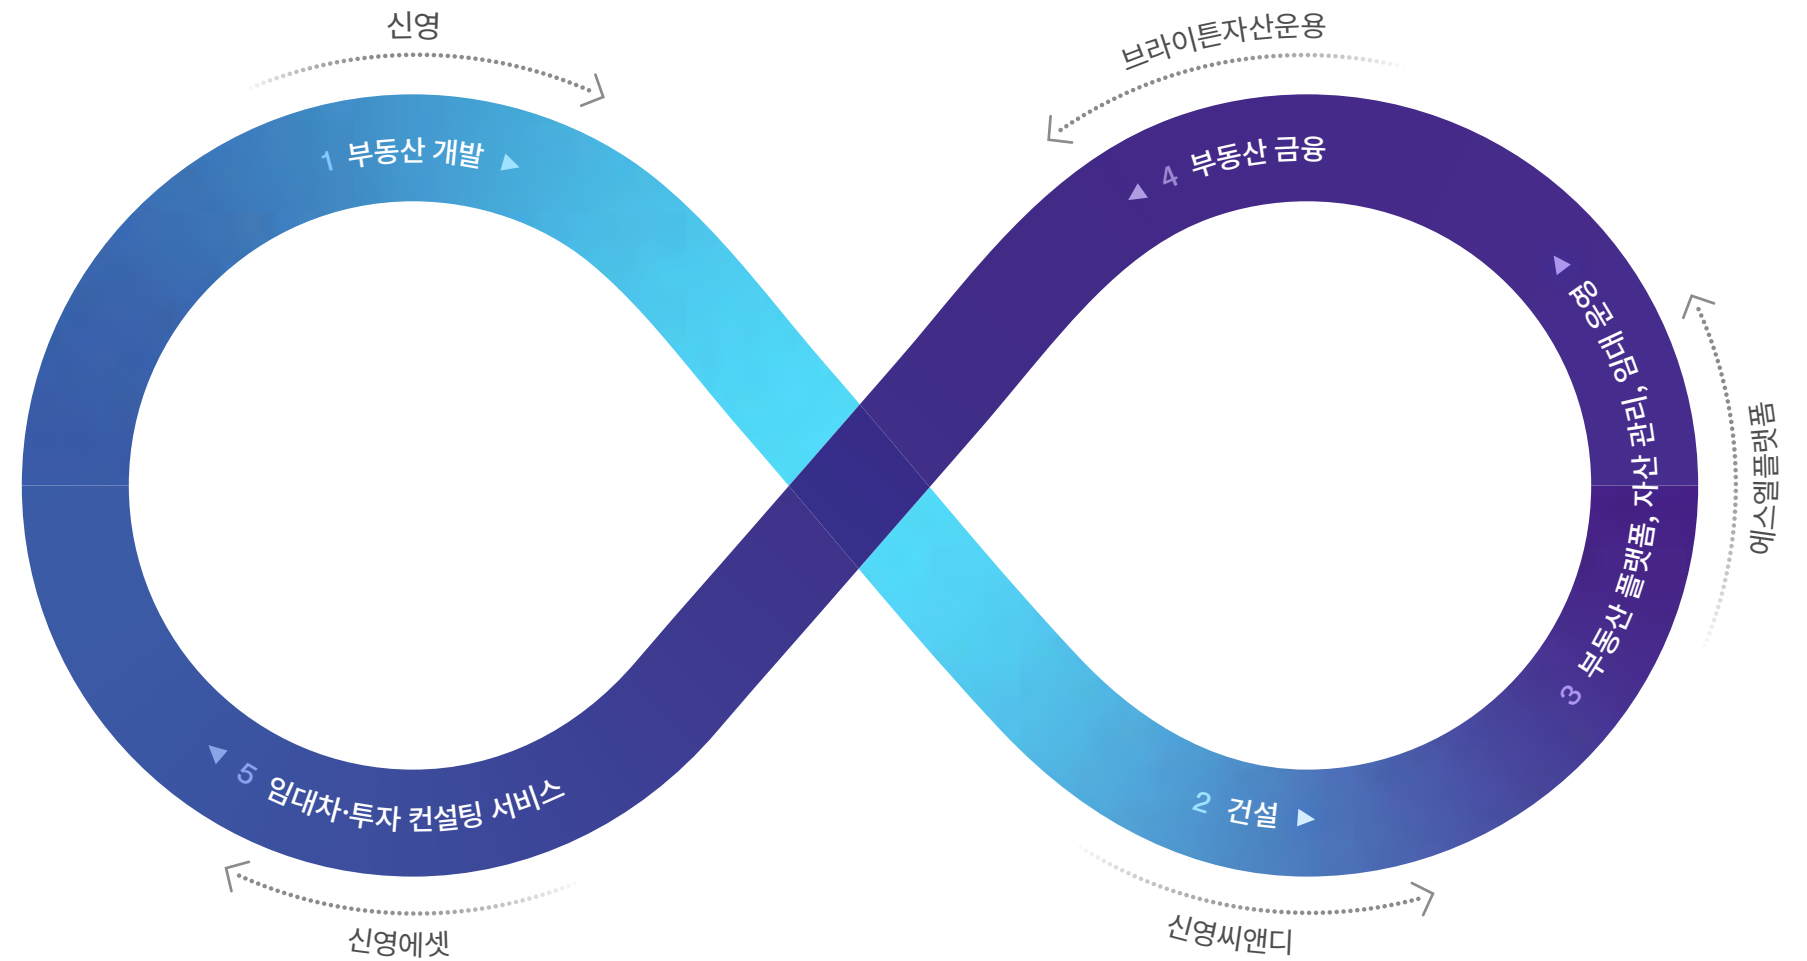 신영
1 부동산 개발 ▶
브라이튼자산운용
◀ 4 부동산 금융
3 부동산 플랫폼, 자산 관리, 임대 운영 ▶
에스엘플랫폼
2 건설 ▶
신영씨앤디
◀ 5 임대차·투자 컨설팅 서비스
신영에셋